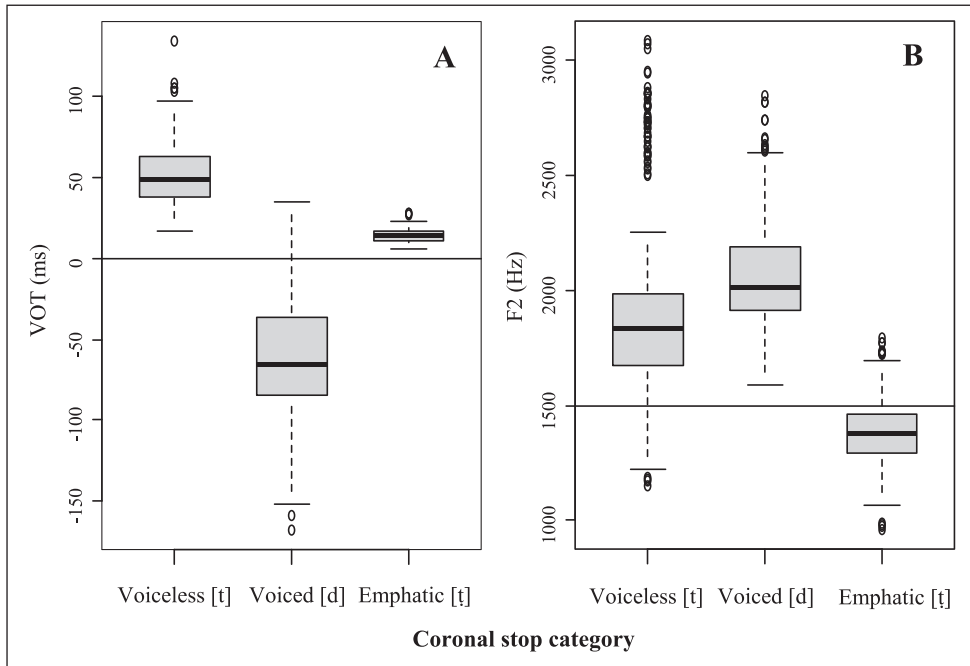 A
VOT (ms)
100
50
0
-50
-100
-150
Voiceless [t]
Voiced [d]
Emphatic [ṭ]
B
F2 (Hz)
3000
2500
2000
1500
1000
Voiceless [t]
Voiced [d]
Emphatic [ṭ]
Coronal stop category